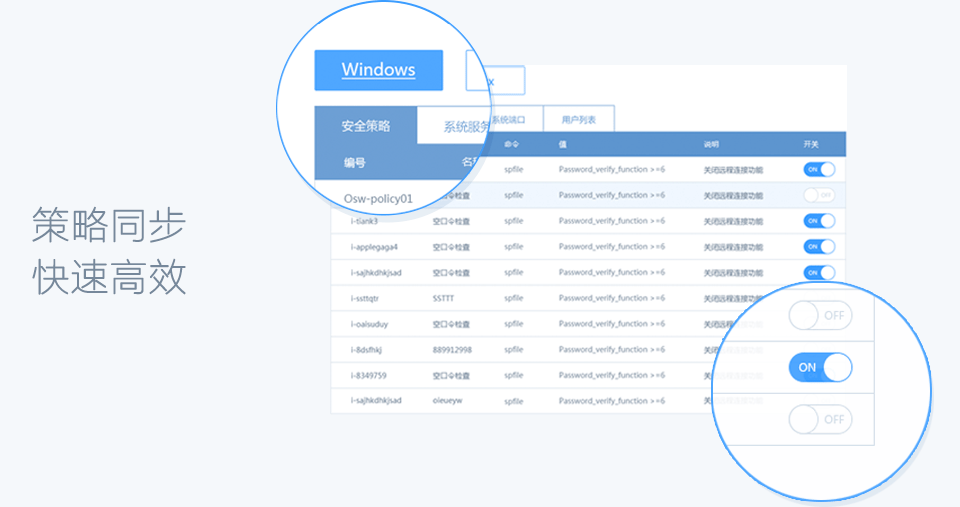 Windows
x
安全策略 系统服务 系统端口 用户列表
编号 名 命令 值 说明 开关
Osw-policy01 spfile Password_verify_function >=6 关闭远程连接功能 ON
口令检查 spfile Password_verify_function >=6 关闭远程连接功能 OFF
i-tiank3 空口令检查 spfile Password_verify_function >=6 关闭远程连接功能 ON
i-applegaga4 空口令检查 spfile Password_verify_function >=6 关闭远程连接功能 ON
i-sajhkdhkjsad 空口令检查 spfile Password_verify_function >=6 关闭远程连接功能 ON
i-ssttqtr SSTTT spfile Password_verify_function >=6 关闭远程连接功能 OFF
i-oaisuduy 空口令检查 spfile Password_verify_function >=6 关闭远程
i-8dsfhkj 889912998 spfile Password_verify_function >=6 关闭 ON
i-8349759 空口令检查 spfile Password_verify_function >=6 关闭
i-sajhkdhkjsad oieueyw spfile Password_verify_function >=6 关闭 OFF
策略同步
快速高效